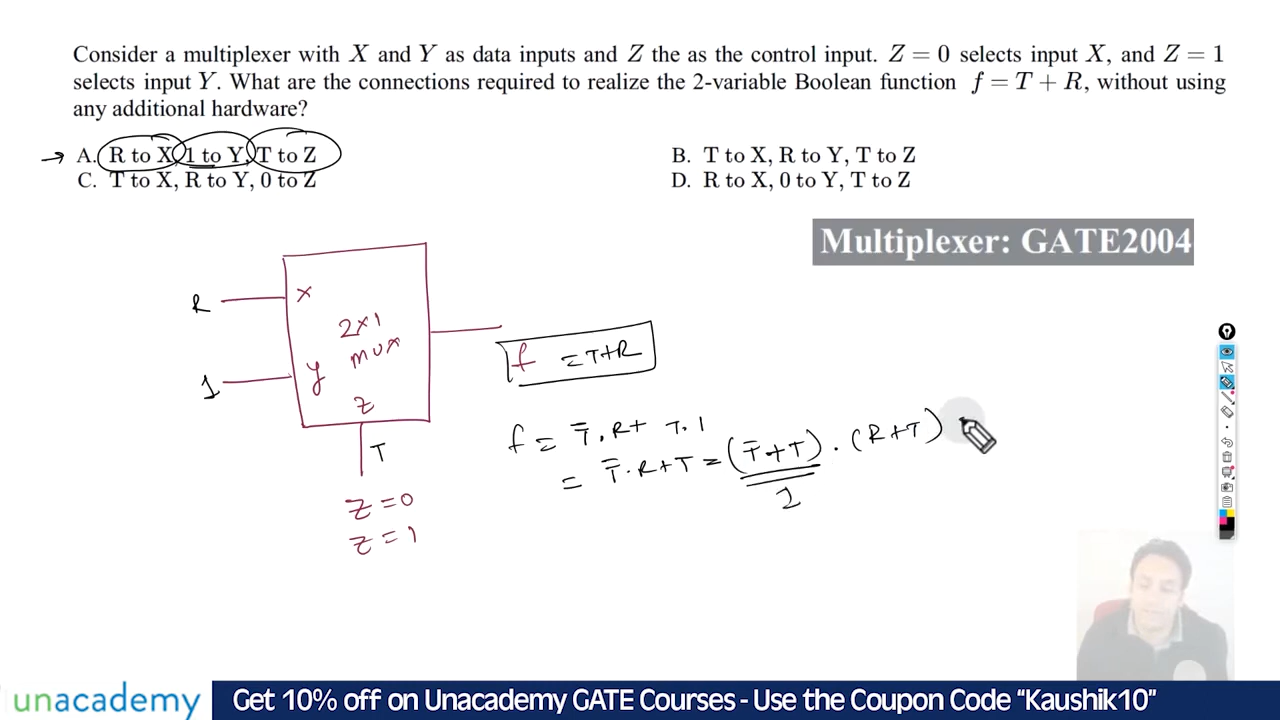 Consider a multiplexer with X and Y as data inputs and Z the as the control input. Z = 0 selects input X, and Z = 1
selects input Y. What are the connections required to realize the 2-variable Boolean function f = T + R, without using
any additional hardware?
→ A. R to X, 1 to Y, T to Z
B. T to X, R to Y, T to Z
C. T to X, R to Y, 0 to Z
D. R to X, 0 to Y, T to Z
Multiplexer: GATE2004
R
X
2x1
MUX
1
y
Z
T
Z = 0
Z = 1
f = T+R
f = T̄.R + T.1
= T̄.R+T = (T̄+T) . (R+T)
1
unacademy
Get 10% off on Unacademy GATE Courses - Use the Coupon Code “Kaushik10”